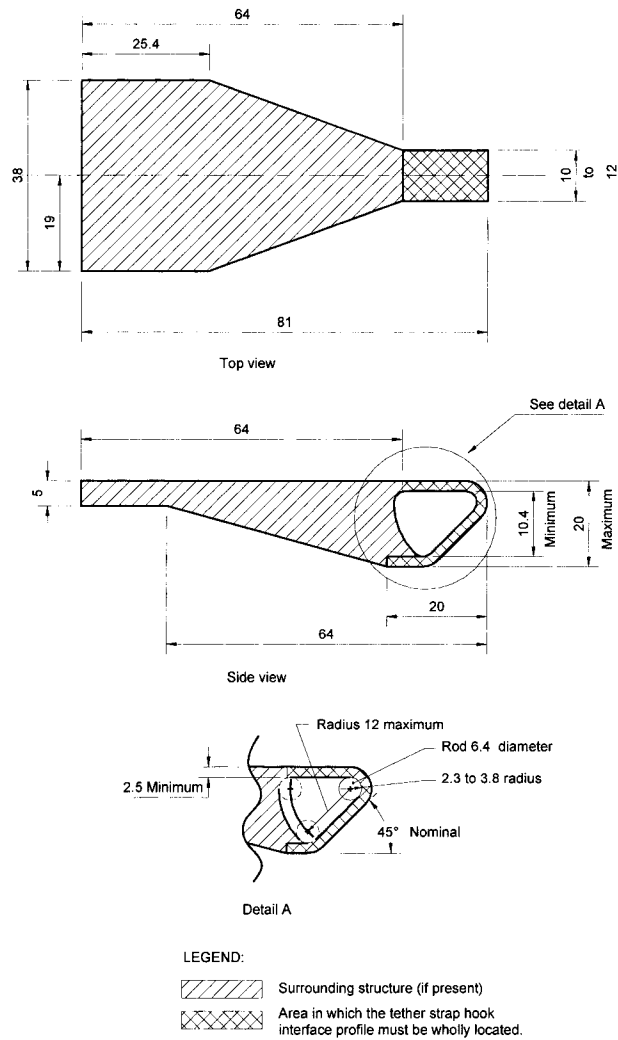 64
25.4
38
19
10
to
12
81
Top view
See detail A
64
5
10.4
Minimum
20
Maximum
20
64
Side view
Radius 12 maximum
Rod 6.4 diameter
2.5 Minimum
2.3 to 3.8 radius
45° Nominal
Detail A
LEGEND:
Surrounding structure (if present)
Area in which the tether strap hook
interface profile must be wholly located.